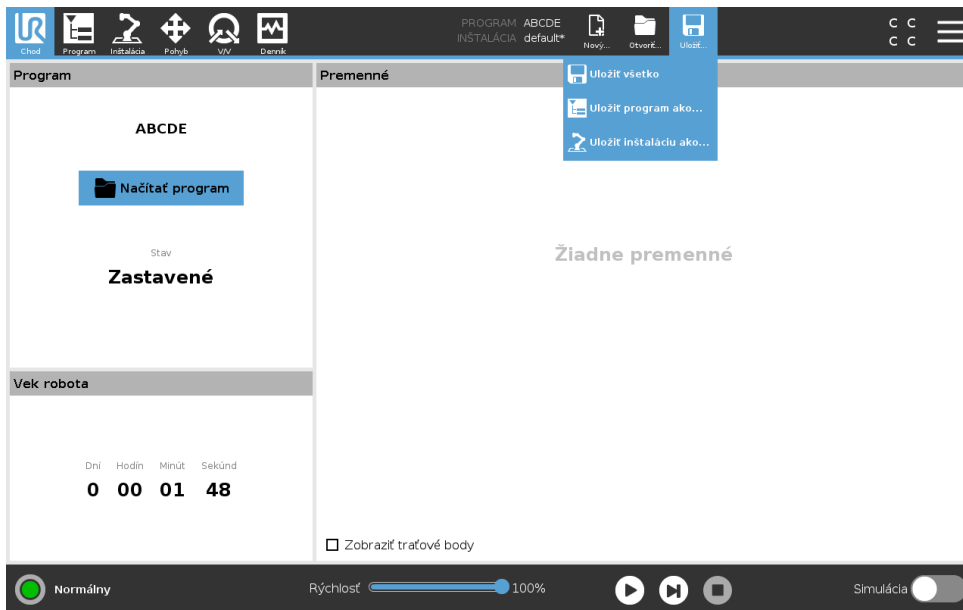 PROGRAM ABCDE
INŠTALÁCIA default*
Chod
Program
Inštalácia
Pohyb
V/V
Denník
Nový...
Otvoriť...
Uložiť...
C C
C C
Uložiť všetko
Uložiť program ako...
Uložiť inštaláciu ako...
Program
ABCDE
Načítať program
Stav
Zastavené
Vek robota
Dní Hodín Minút Sekúnd
0 00 01 48
Premenné
Žiadne premenné
Zobraziť traťové body
Normálny
Rýchlosť 100%
Simulácia